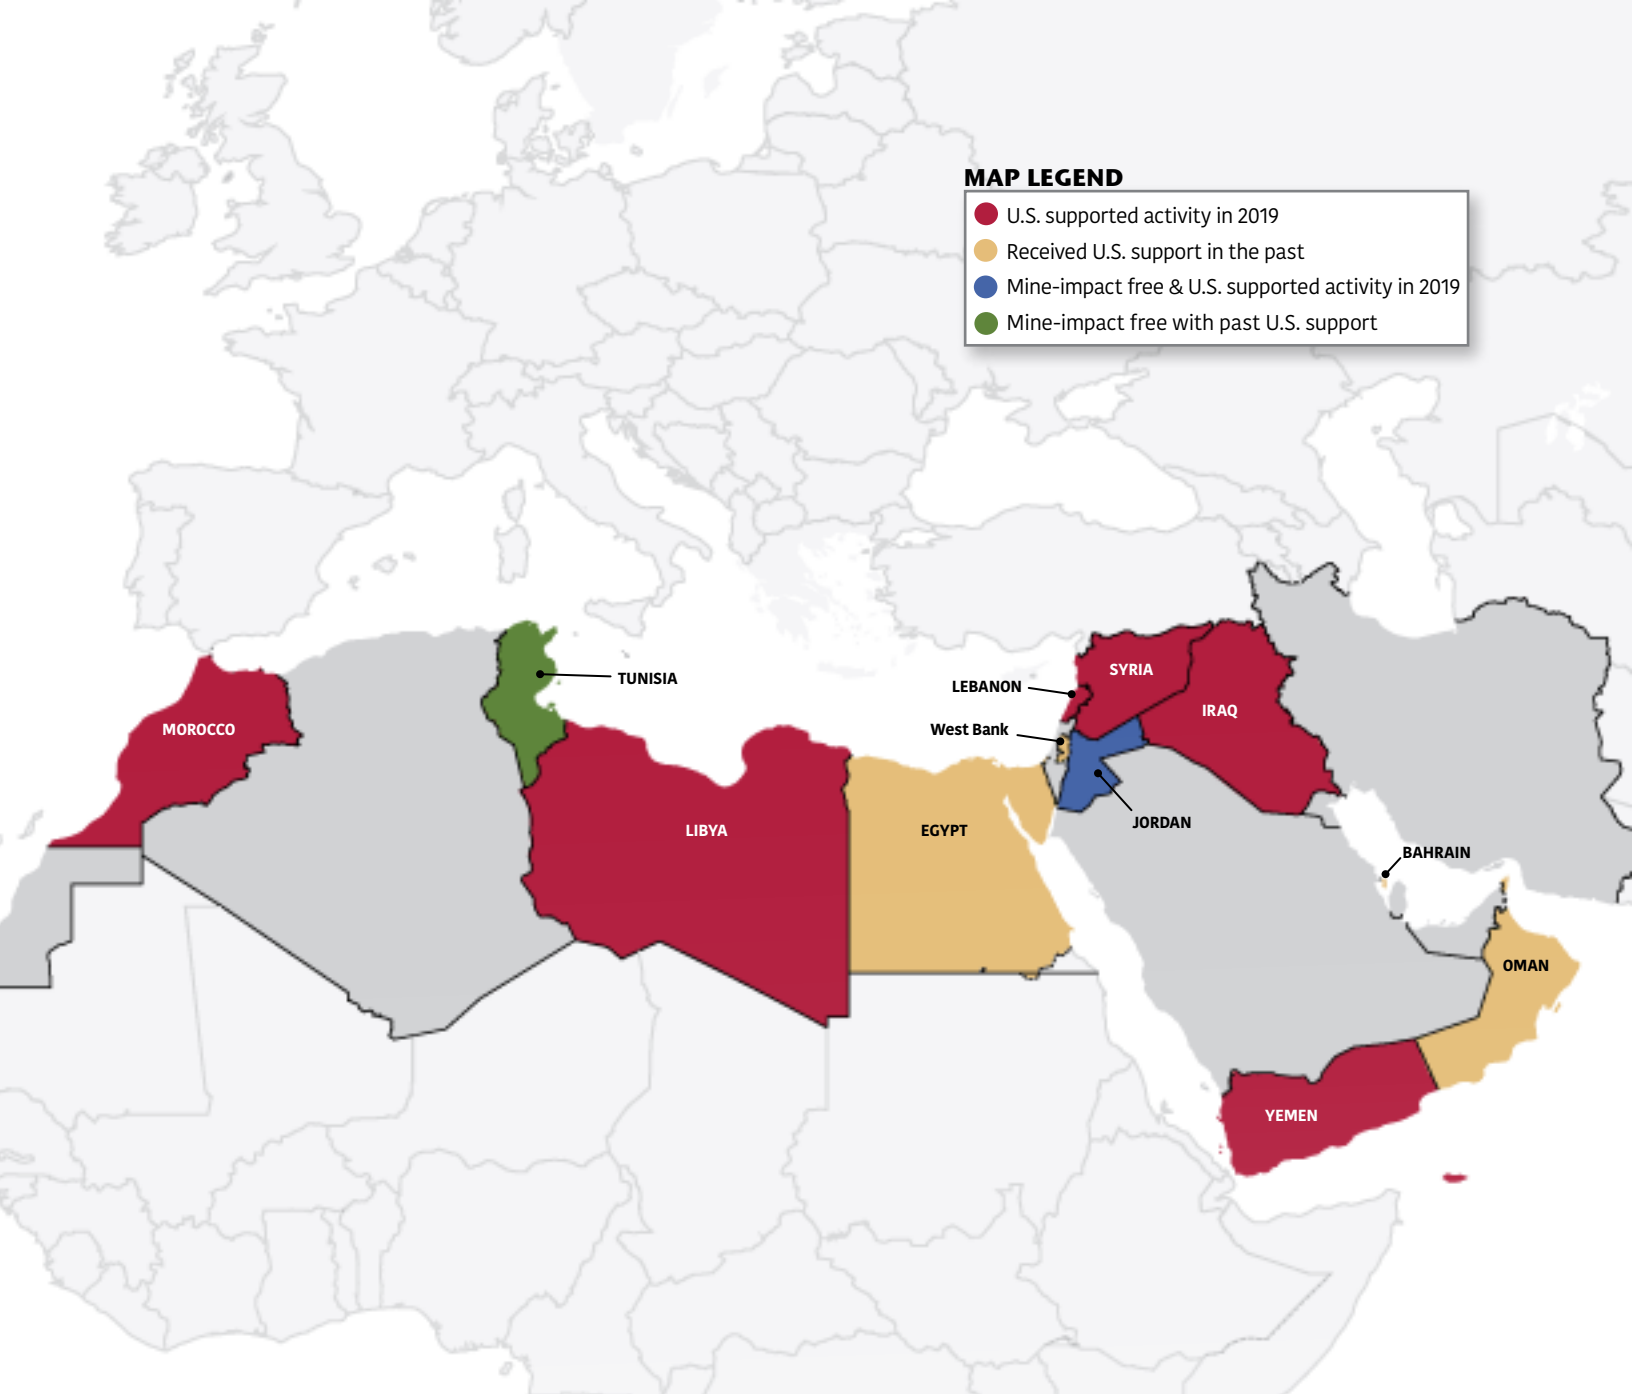 MAP LEGEND
U.S. supported activity in 2019
Received U.S. support in the past
Mine-impact free & U.S. supported activity in 2019
Mine-impact free with past U.S. support
TUNISIA
SYRIA
LEBANON
IRAQ
West Bank
MOROCCO
JORDAN
LIBYA
EGYPT
BAHRAIN
OMAN
YEMEN